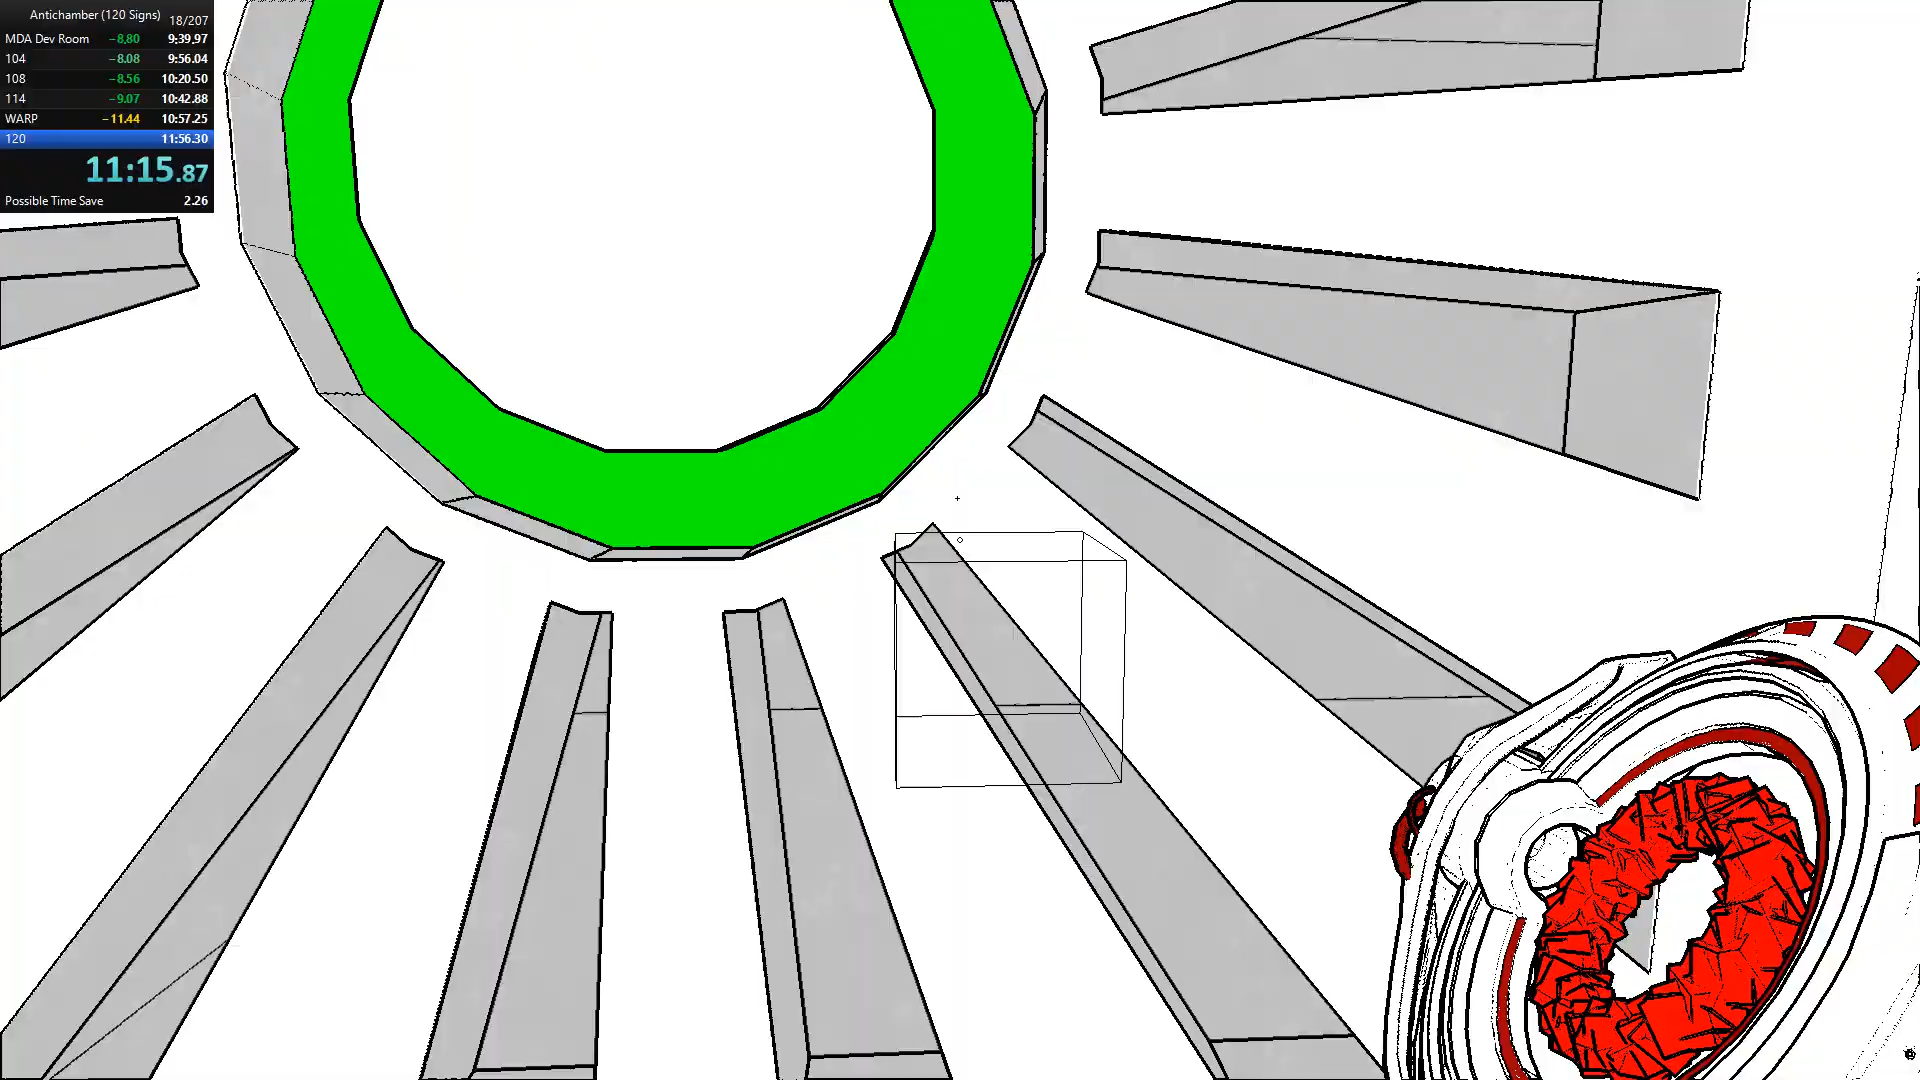 Antichamber (120 Signs) 18/207
MDA Dev Room -8.80 9:39.97
104 -8.08 9:56.04
108 -8.56 10:20.50
114 -9.07 10:42.88
WARP -11.44 10:57.25
120 11:56.30
11:15.87
Possible Time Save 2.26